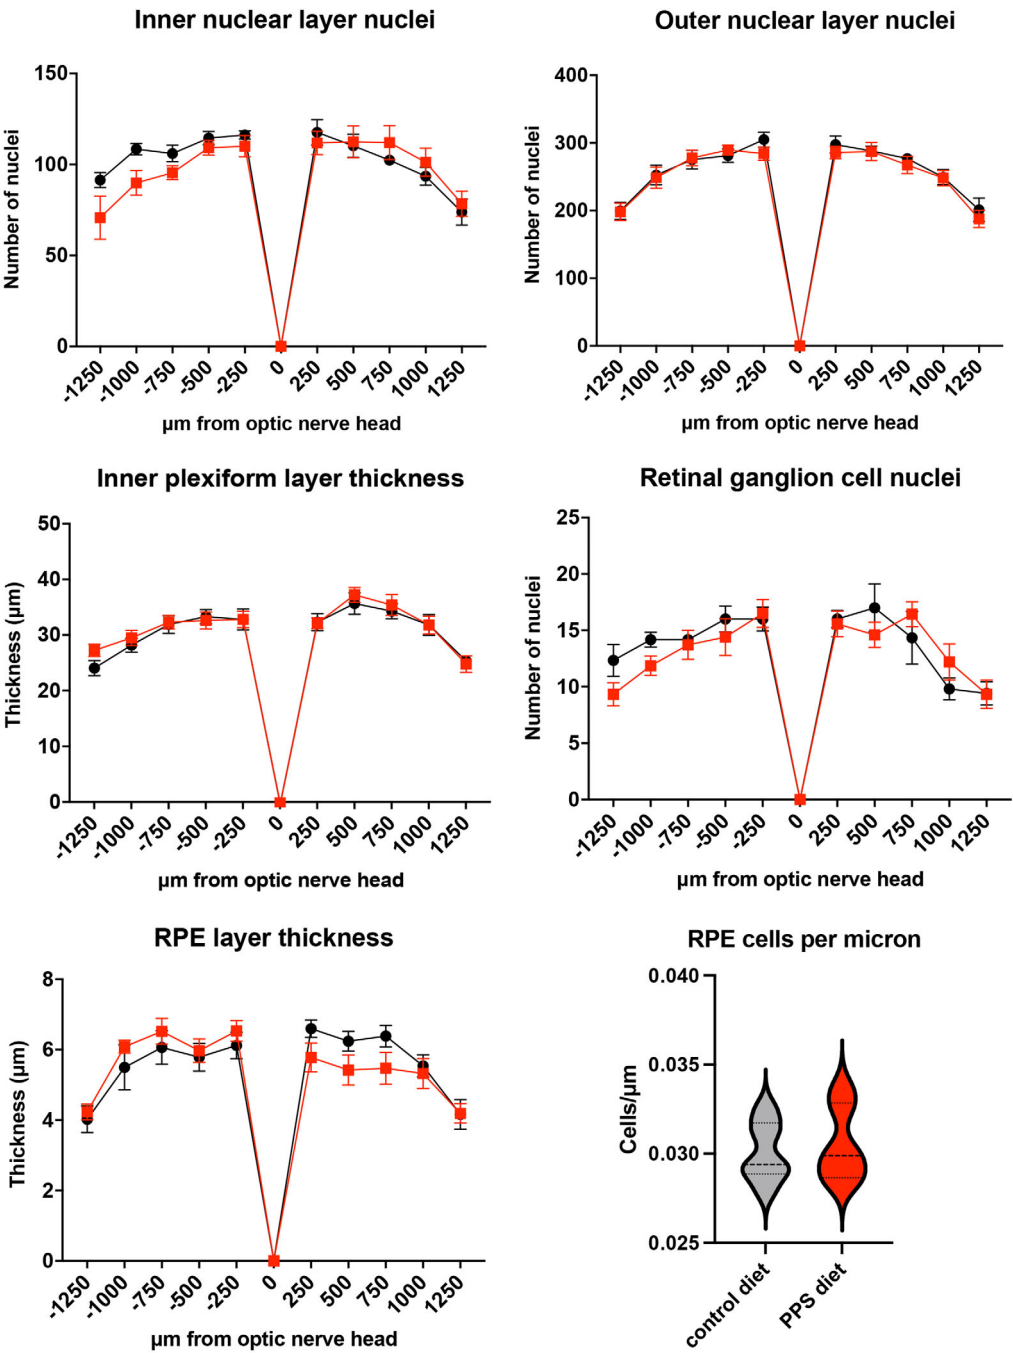 Inner nuclear layer nuclei
Number of nuclei
150
100
50
0
-1250 -1000 -750 -500 -250 0 250 500 750 1000 1250
µm from optic nerve head
Outer nuclear layer nuclei
Number of nuclei
400
300
200
100
0
-1250 -1000 -750 -500 -250 0 250 500 750 1000 1250
µm from optic nerve head
Inner plexiform layer thickness
Thickness (µm)
50
40
30
20
10
0
-1250 -1000 -750 -500 -250 0 250 500 750 1000 1250
µm from optic nerve head
Retinal ganglion cell nuclei
Number of nuclei
25
20
15
10
5
0
-1250 -1000 -750 -500 -250 0 250 500 750 1000 1250
µm from optic nerve head
RPE layer thickness
Thickness (µm)
8
6
4
2
0
-1250 -1000 -750 -500 -250 0 250 500 750 1000 1250
µm from optic nerve head
RPE cells per micron
Cells/µm
0.040
0.035
0.030
0.025
control diet
PPS diet